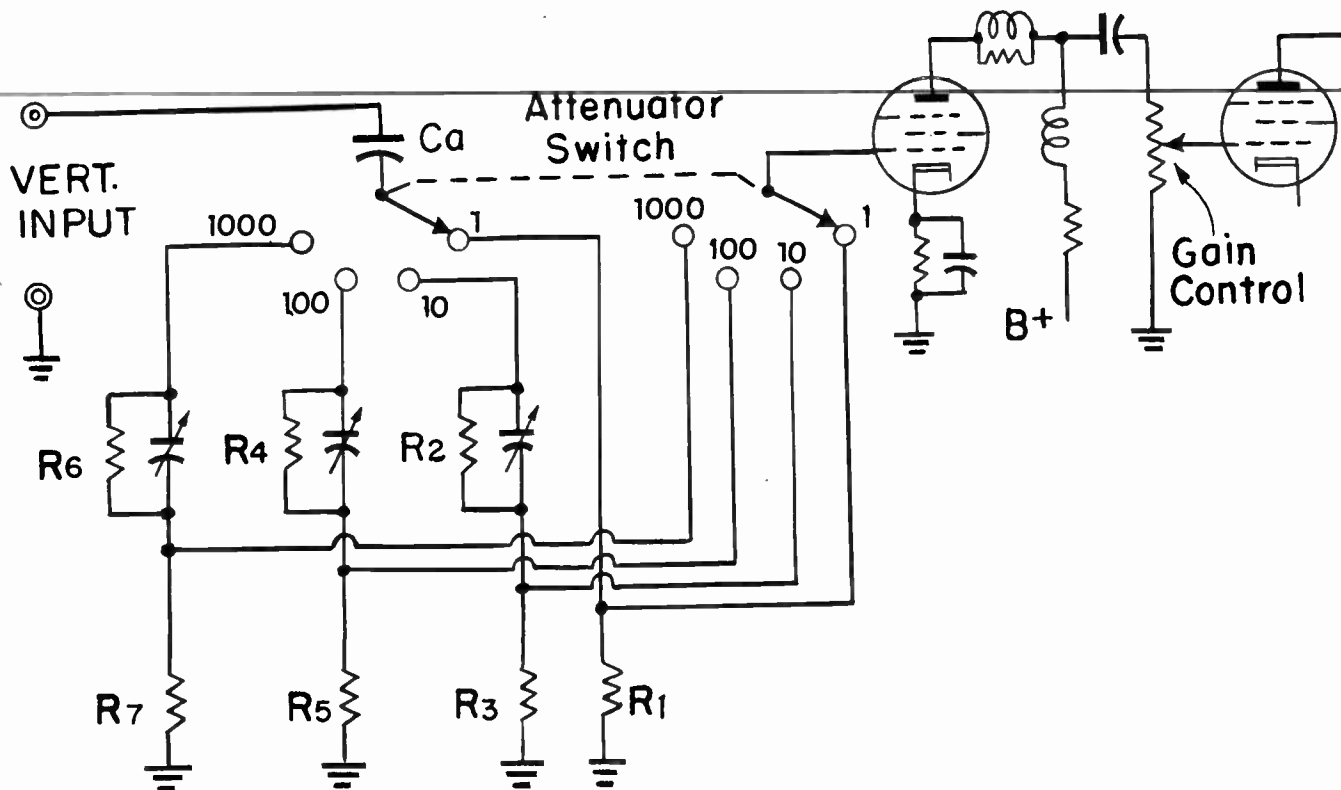 VERT.
INPUT
Ca
Attenuator
Switch
1000
100
10
1
1000
100
10
1
B+
Gain
Control
R6
R4
R2
R7
R5
R3
R1